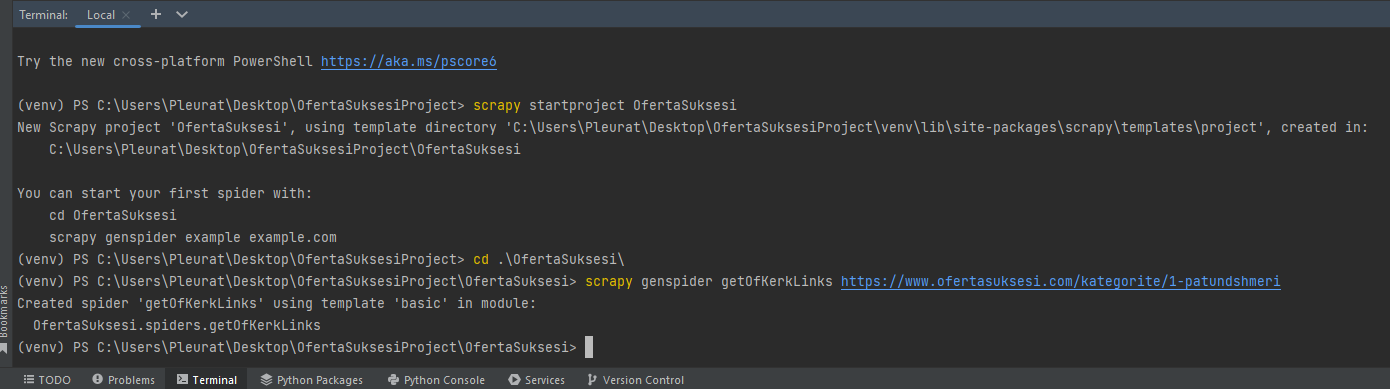 Terminal: Local × + ⌄
Try the new cross-platform PowerShell https://aka.ms/pscore6
(venv) PS C:\Users\Pleurat\Desktop\OfertaSuksesiProject> scrapy startproject OfertaSuksesi
New Scrapy project 'OfertaSuksesi', using template directory 'C:\Users\Pleurat\Desktop\OfertaSuksesiProject\venv\lib\site-packages\scrapy\templates\project', created in:
    C:\Users\Pleurat\Desktop\OfertaSuksesiProject\OfertaSuksesi
You can start your first spider with:
    cd OfertaSuksesi
    scrapy genspider example example.com
(venv) PS C:\Users\Pleurat\Desktop\OfertaSuksesiProject> cd .\OfertaSuksesi\
(venv) PS C:\Users\Pleurat\Desktop\OfertaSuksesiProject\OfertaSuksesi> scrapy genspider getOfKerkLinks https://www.ofertasuksesi.com/kategorite/1-patundshmeri
Created spider 'getOfKerkLinks' using template 'basic' in module:
  OfertaSuksesi.spiders.getOfKerkLinks
(venv) PS C:\Users\Pleurat\Desktop\OfertaSuksesiProject\OfertaSuksesi>
Bookmarks
TODO Problems Terminal Python Packages Python Console Services Version Control